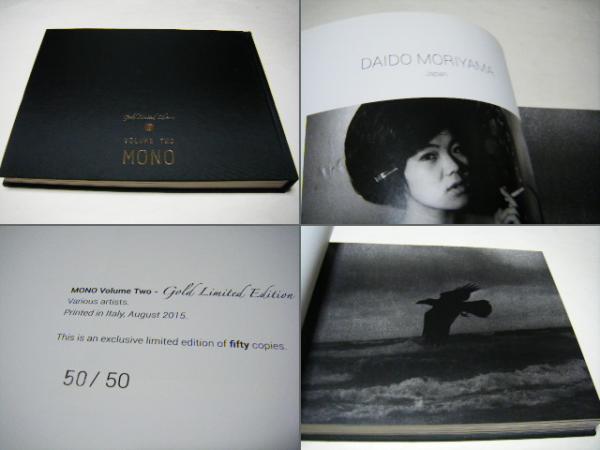 Gold Limited Edition
VOLUME TWO
MONO
DAIDO MORIYAMA
Japan
MONO Volume Two - Gold Limited Edition
Various artists.
Printed in Italy, August 2015.
This is an exclusive limited edition of fifty copies.
50/50